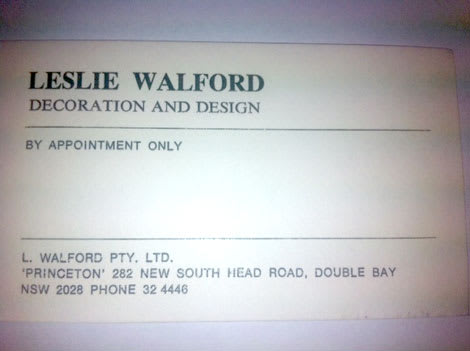 LESLIE WALFORD
DECORATION AND DESIGN
BY APPOINTMENT ONLY
L. WALFORD PTY. LTD.
'PRINCETON' 282 NEW SOUTH HEAD ROAD, DOUBLE BAY
NSW 2028 PHONE 32 4446